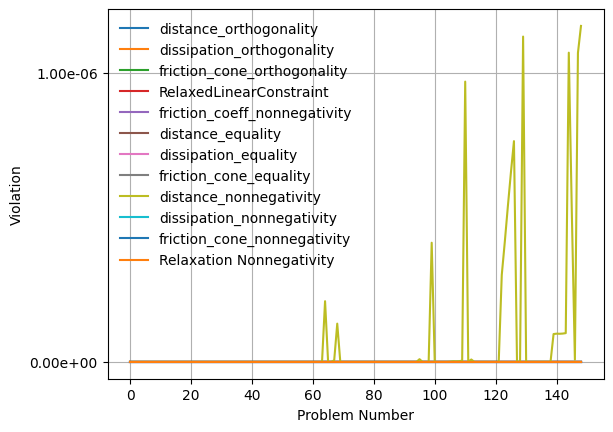 distance_orthogonality
dissipation_orthogonality
friction_cone_orthogonality
RelaxedLinearConstraint
friction_coeff_nonnegativity
distance_equality
dissipation_equality
friction_cone_equality
distance_nonnegativity
dissipation_nonnegativity
friction_cone_nonnegativity
Relaxation Nonnegativity
1.00e-06
0.00e+00
Violation
0 20 40 60 80 100 120 140
Problem Number